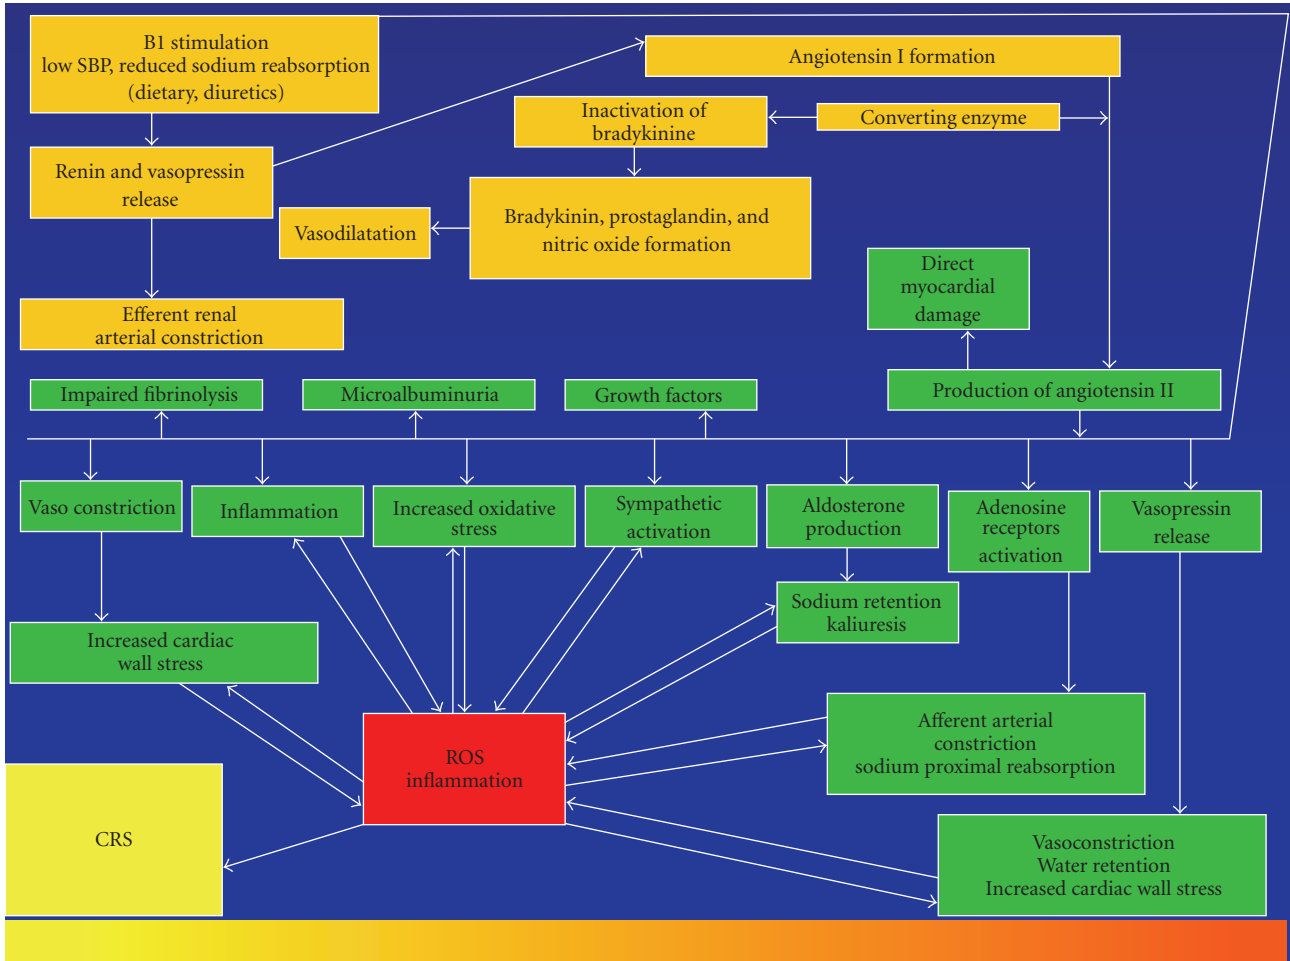 B1 stimulation
low SBP, reduced sodium reabsorption
(dietary, diuretics)
Angiotensin I formation
Inactivation of
bradykinine
Converting enzyme
Renin and vasopressin
release
Vasodilatation
Bradykinin, prostaglandin, and
nitric oxide formation
Direct
myocardial
damage
Efferent renal
arterial constriction
Impaired fibrinolysis
Microalbuminuria
Growth factors
Production of angiotensin II
Vaso constriction
Inflammation
Increased oxidative
stress
Sympathetic
activation
Aldosterone
production
Adenosine
receptors
activation
Vasopressin
release
Sodium retention
kaliuresis
Increased cardiac
wall stress
ROS
inflammation
Afferent arterial
constriction
sodium proximal reabsorption
CRS
Vasoconstriction
Water retention
Increased cardiac wall stress